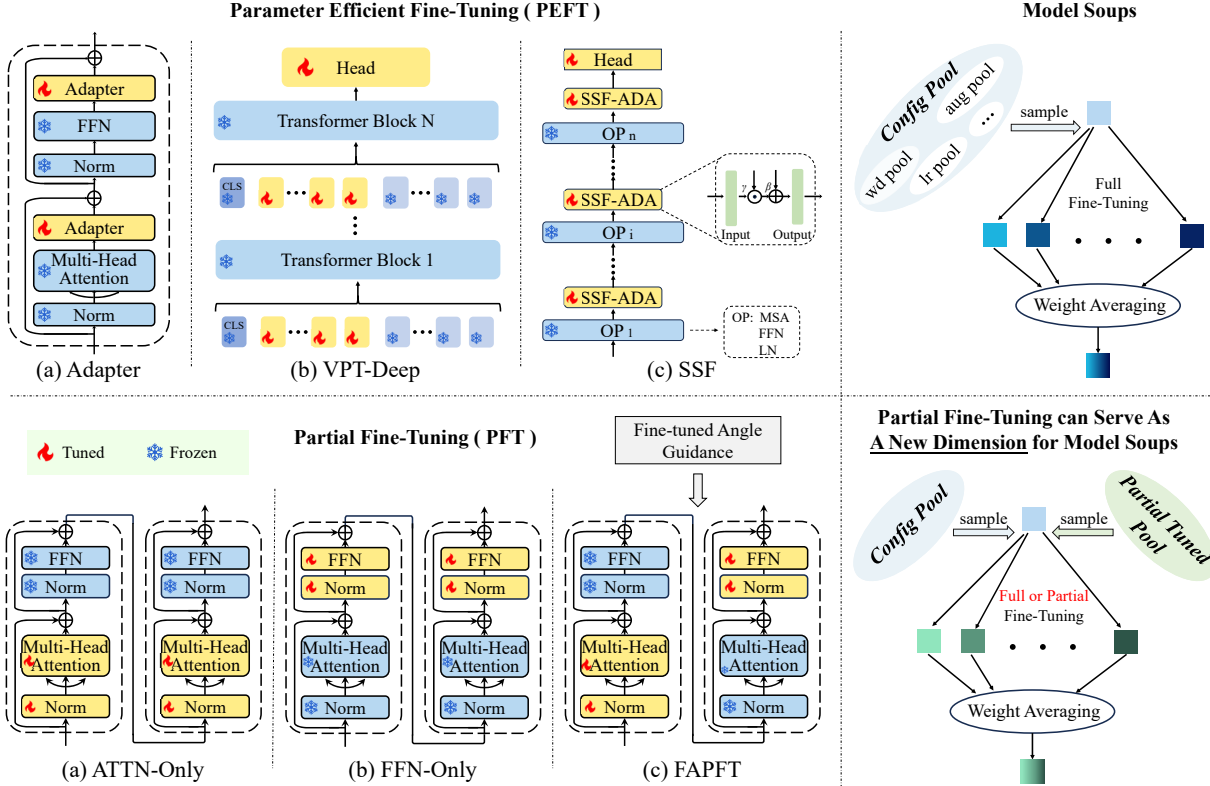 Parameter Efficient Fine-Tuning ( PEFT )
Adapter
FFN
Norm
Adapter
Multi-Head
Attention
Norm
(a) Adapter
Head
Transformer Block N
CLS
Transformer Block 1
CLS
(b) VPT-Deep
Head
SSF-ADA
OP n
SSF-ADA
OP i
SSF-ADA
OP 1
γ
β
Input
Output
OP: MSA
FFN
LN
(c) SSF
Model Soups
Config Pool
aug pool
...
wd pool
lr pool
sample
Full
Fine-Tuning
Weight Averaging
Partial Fine-Tuning ( PFT )
Tuned
Frozen
Fine-tuned Angle
Guidance
FFN
Norm
Multi-Head
Attention
Norm
FFN
Norm
Multi-Head
Attention
Norm
(a) ATTN-Only
FFN
Norm
Multi-Head
Attention
Norm
FFN
Norm
Multi-Head
Attention
Norm
(b) FFN-Only
FFN
Norm
Multi-Head
Attention
Norm
FFN
Norm
Multi-Head
Attention
Norm
(c) FAPFT
Partial Fine-Tuning can Serve As
A New Dimension for Model Soups
Config Pool
sample
sample
Partial Tuned
Pool
Full or Partial
Fine-Tuning
Weight Averaging